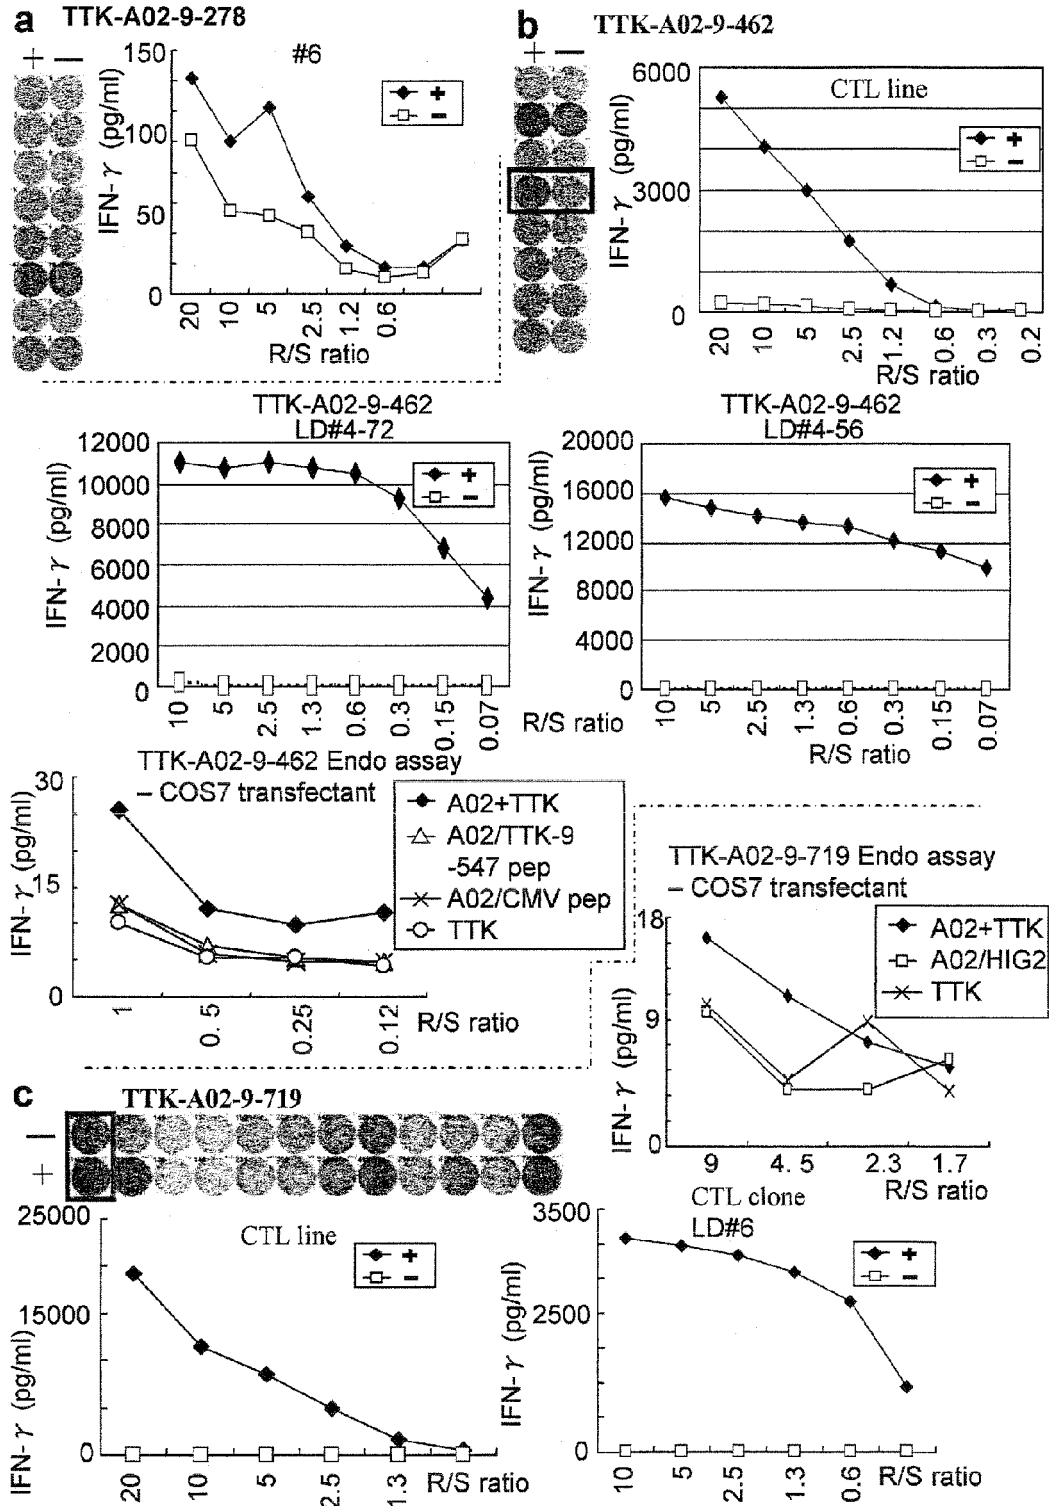 a TTK-A02-9-278
+ −
#6
150
100
50
0
IFN-γ (pg/ml)
+
−
20 10 5 2.5 1.2 0.6
R/S ratio
b TTK-A02-9-462
+ −
CTL line
6000
3000
0
IFN-γ (pg/ml)
+
−
20 10 5 2.5 1.2 0.6 0.3 0.2
R/S ratio
TTK-A02-9-462
LD#4-72
12000
10000
8000
6000
4000
2000
0
IFN-γ (pg/ml)
+
−
10 5 2.5 1.3 0.6 0.3 0.15 0.07
R/S ratio
TTK-A02-9-462
LD#4-56
20000
16000
12000
8000
4000
0
IFN-γ (pg/ml)
+
−
10 5 2.5 1.3 0.6 0.3 0.15 0.07
R/S ratio
TTK-A02-9-462 Endo assay
– COS7 transfectant
30
15
0
IFN-γ (pg/ml)
A02+TTK
A02/TTK-9
-547 pep
A02/CMV pep
TTK
1 0.5 0.25 0.12
R/S ratio
TTK-A02-9-719 Endo assay
– COS7 transfectant
18
9
0
IFN-γ (pg/ml)
A02+TTK
A02/HIG2
TTK
9 4.5 2.3 1.7
R/S ratio
c TTK-A02-9-719
−
+
CTL line
25000
15000
0
IFN-γ (pg/ml)
+
−
20 10 5 2.5 1.3
R/S ratio
CTL clone
LD#6
3500
2500
0
IFN-γ (pg/ml)
+
−
10 5 2.5 1.3 0.6
R/S ratio